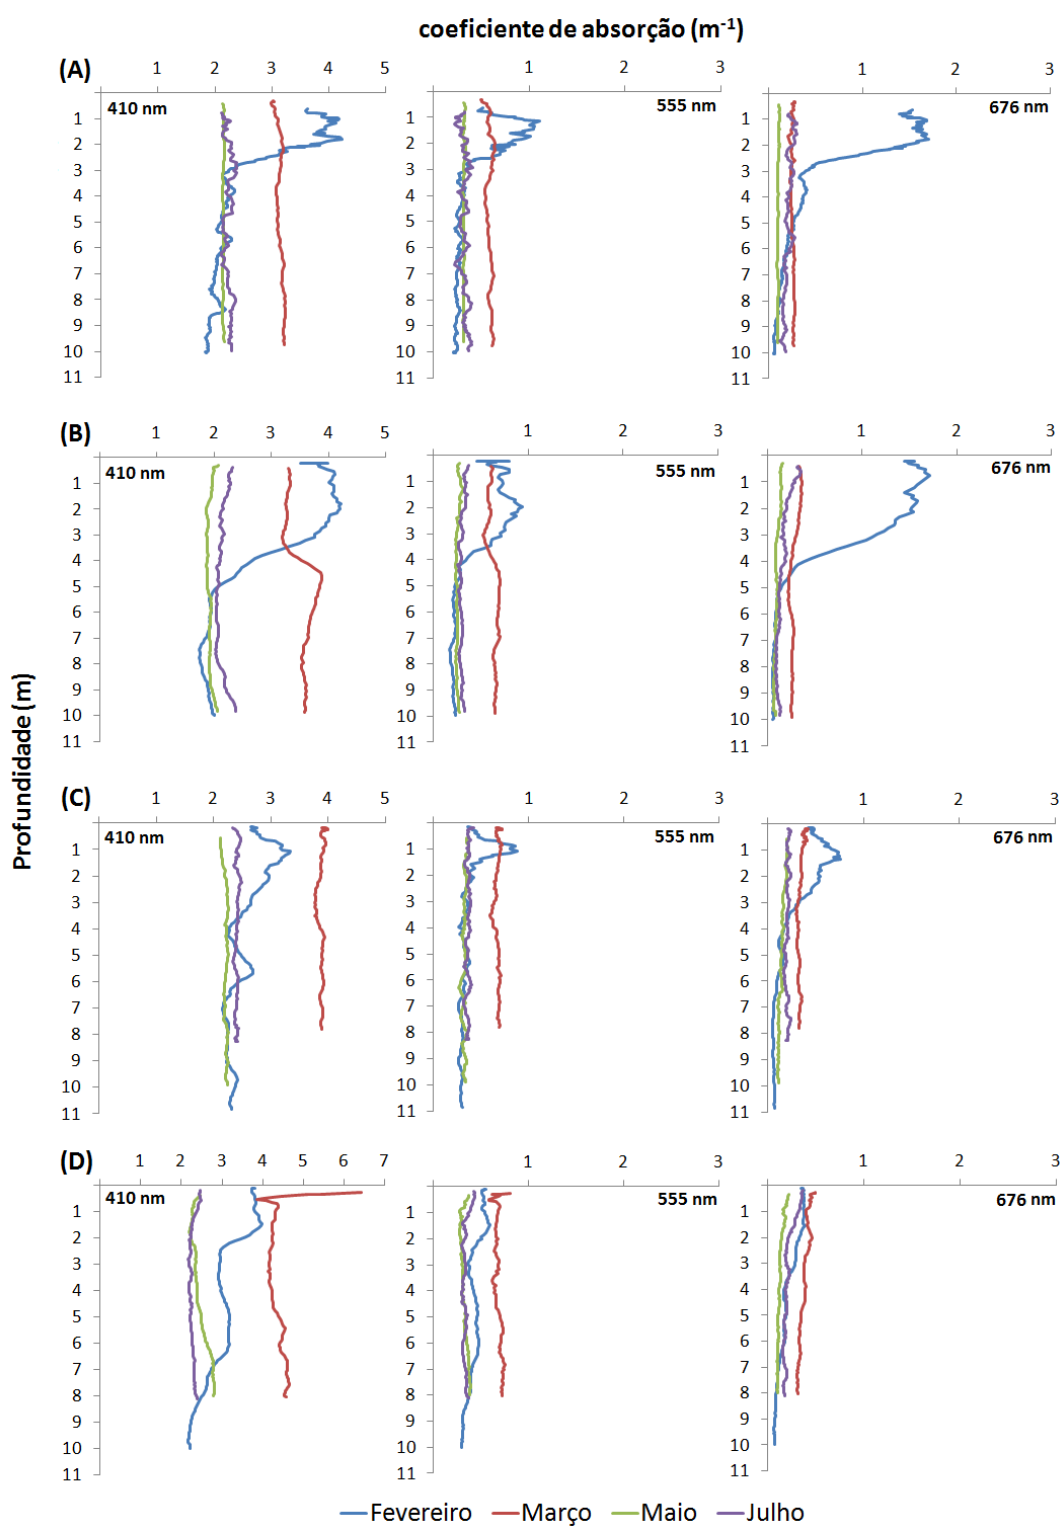 coeficiente de absorção (m-1)
(A) 1 2 3 4 5 1 2 3 1 2 3
410 nm 555 nm 676 nm
1 1 1
2 2 2
3 3 3
4 4 4
5 5 5
6 6 6
7 7 7
8 8 8
9 9 9
10 10 10
11 11 11
(B) 1 2 3 4 5 1 2 3 1 2 3
410 nm 555 nm 676 nm
1 1 1
2 2 2
3 3 3
4 4 4
5 5 5
6 6 6
7 7 7
8 8 8
9 9 9
10 10 10
11 11 11
Profundidade (m)
(C) 1 2 3 4 5 1 2 3 1 2 3
410 nm 555 nm 676 nm
1 1 1
2 2 2
3 3 3
4 4 4
5 5 5
6 6 6
7 7 7
8 8 8
9 9 9
10 10 10
11 11 11
(D) 1 2 3 4 5 6 7 1 2 3 1 2 3
410 nm 555 nm 676 nm
1 1 1
2 2 2
3 3 3
4 4 4
5 5 5
6 6 6
7 7 7
8 8 8
9 9 9
10 10 10
11 11 11
Fevereiro Março Maio Julho